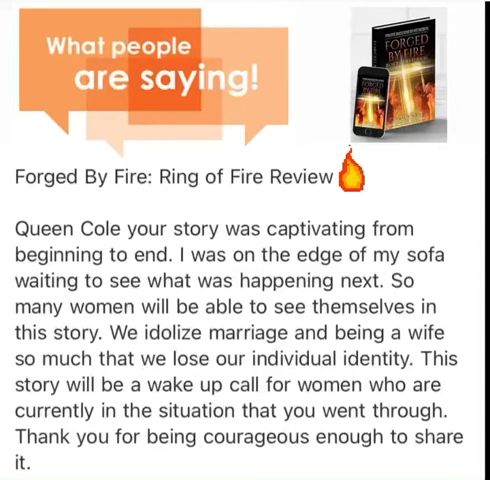 What people
are saying!
FORGED
BY FIRE
Forged By Fire: Ring of Fire Review
Queen Cole your story was captivating from
beginning to end. I was on the edge of my sofa
waiting to see what was happening next. So
many women will be able to see themselves in
this story. We idolize marriage and being a wife
so much that we lose our individual identity. This
story will be a wake up call for women who are
currently in the situation that you went through.
Thank you for being courageous enough to share
it.